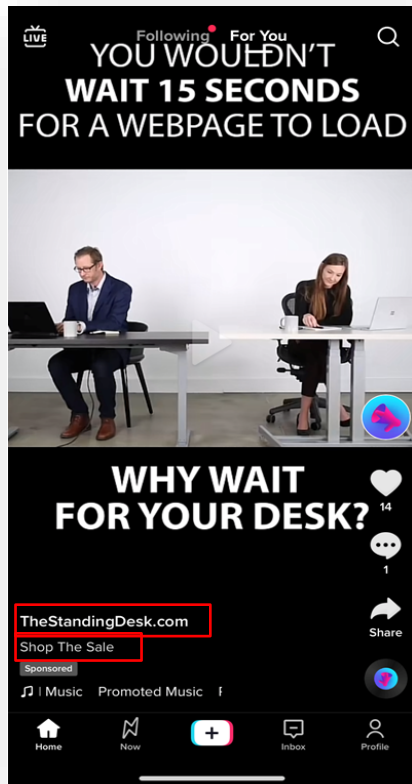 LIVE
Following
For You
YOU WOULDN'T
WAIT 15 SECONDS
FOR A WEBPAGE TO LOAD
WHY WAIT
FOR YOUR DESK?
14
1
Share
TheStandingDesk.com
Shop The Sale
Sponsored
Music Promoted Music
Home
Now
Inbox
Profile